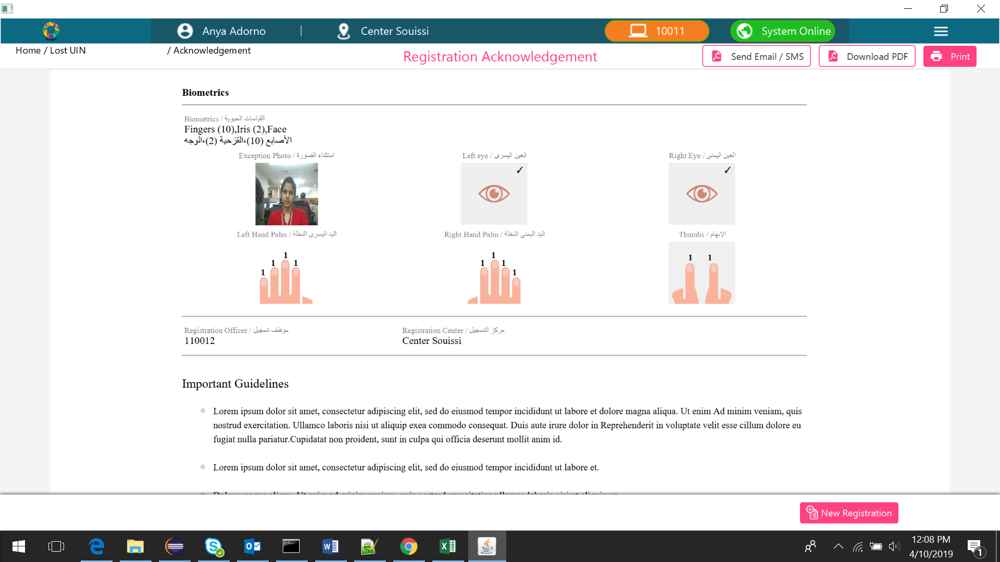 Anya Adorno | Center Souissi 10011 System Online
Home / Lost UIN / Acknowledgement
Registration Acknowledgement
Send Email / SMS
Download PDF
Print
Biometrics
Biometrics / القياسات الحيوية
Fingers (10),Iris (2),Face
الأصابع (10)،القزحية (2)،الوجه
Exception Photo / استثناء الصورة
Left eye / العين اليسرى
Right Eye / العين اليمنى
✓
✓
Left Hand Palm / اليد اليسرى النخلة
Right Hand Palm / اليد اليمنى النخلة
Thumbs / الابهام
1 1 1 1
1 1 1 1
1 1
Registration Officer / موظف تسجيل
110012
Registration Center / مركز التسجيل
Center Souissi
Important Guidelines
Lorem ipsum dolor sit amet, consectetur adipiscing elit, sed do eiusmod tempor incididunt ut labore et dolore magna aliqua. Ut enim Ad minim veniam, quis
nostrud exercitation. Ullamco laboris nisi ut aliquip exea commodo consequat. Duis aute irure dolor in Reprehenderit in voluptate velit esse cillum dolore eu
fugiat nulla pariatur.Cupidatat non proident, sunt in culpa qui officia deserunt mollit anim id.
Lorem ipsum dolor sit amet, consectetur adipiscing elit, sed do eiusmod tempor incididunt ut labore et.
New Registration
12:08 PM
4/10/2019
1